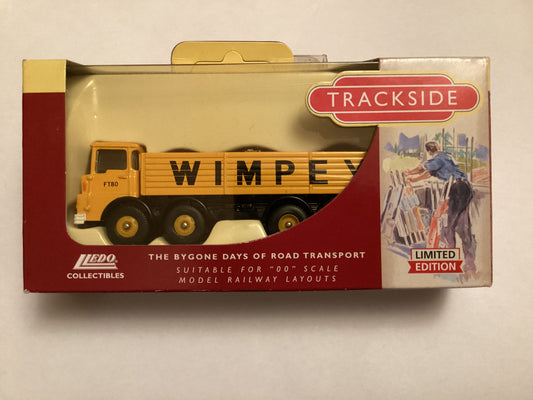 TRACKSIDE
WIMPEY
FT80
LLEDO
COLLECTIBLES
THE BYGONE DAYS OF ROAD TRANSPORT
SUITABLE FOR "00" SCALE
MODEL RAILWAY LAYOUTS
LIMITED
EDITION